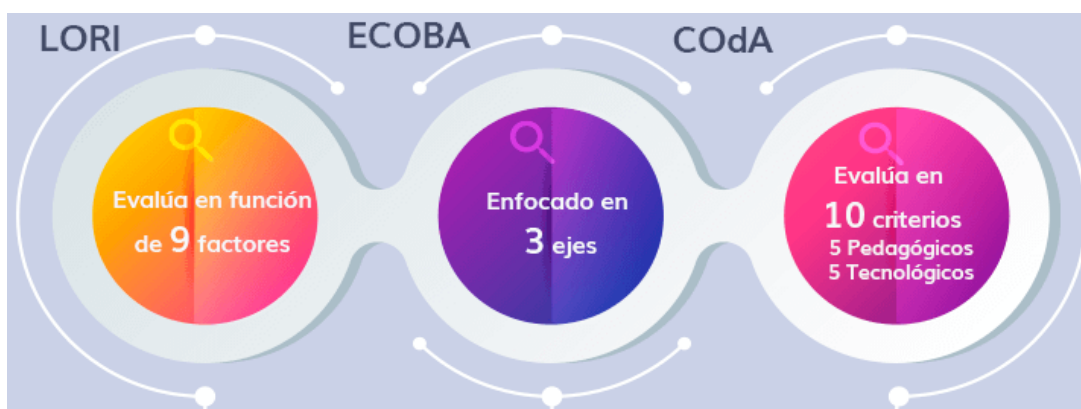 LORI
Evalúa en función
de 9 factores
ECOBA
Enfocado en
3 ejes
COdA
Evalúa en
10 criterios
5 Pedagógicos
5 Tecnológicos